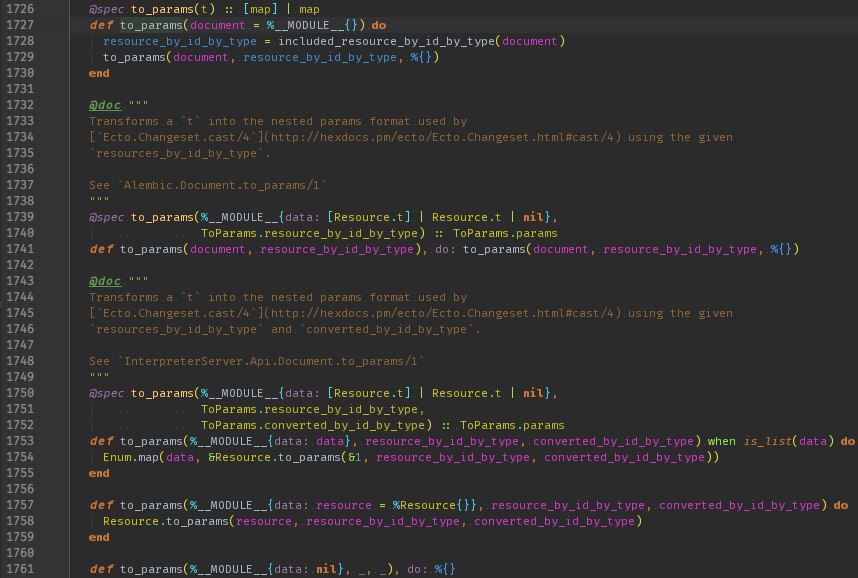 1726 @spec to_params(t) :: [map] | map
1727 def to_params(document = %__MODULE__{}) do
1728 resource_by_id_by_type = included_resource_by_id_by_type(document)
1729 to_params(document, resource_by_id_by_type, %{})
1730 end
1731
1732 @doc """
1733 Transforms a `t` into the nested params format used by
1734 [`Ecto.Changeset.cast/4`](http://hexdocs.pm/ecto/Ecto.Changeset.html#cast/4) using the given
1735 `resources_by_id_by_type`.
1736
1737 See `Alembic.Document.to_params/1`
1738 """
1739 @spec to_params(%__MODULE__{data: [Resource.t] | Resource.t | nil},
1740 ToParams.resource_by_id_by_type) :: ToParams.params
1741 def to_params(document, resource_by_id_by_type), do: to_params(document, resource_by_id_by_type, %{})
1742
1743 @doc """
1744 Transforms a `t` into the nested params format used by
1745 [`Ecto.Changeset.cast/4`](http://hexdocs.pm/ecto/Ecto.Changeset.html#cast/4) using the given
1746 `resources_by_id_by_type` and `converted_by_id_by_type`.
1747
1748 See `InterpreterServer.Api.Document.to_params/1`
1749 """
1750 @spec to_params(%__MODULE__{data: [Resource.t] | Resource.t | nil},
1751 ToParams.resource_by_id_by_type,
1752 ToParams.converted_by_id_by_type) :: ToParams.params
1753 def to_params(%__MODULE__{data: data}, resource_by_id_by_type, converted_by_id_by_type) when is_list(data) do
1754 Enum.map(data, &Resource.to_params(&1, resource_by_id_by_type, converted_by_id_by_type))
1755 end
1756
1757 def to_params(%__MODULE__{data: resource = %Resource{}}, resource_by_id_by_type, converted_by_id_by_type) do
1758 Resource.to_params(resource, resource_by_id_by_type, converted_by_id_by_type)
1759 end
1760
1761 def to_params(%__MODULE__{data: nil}, _, _), do: %{}